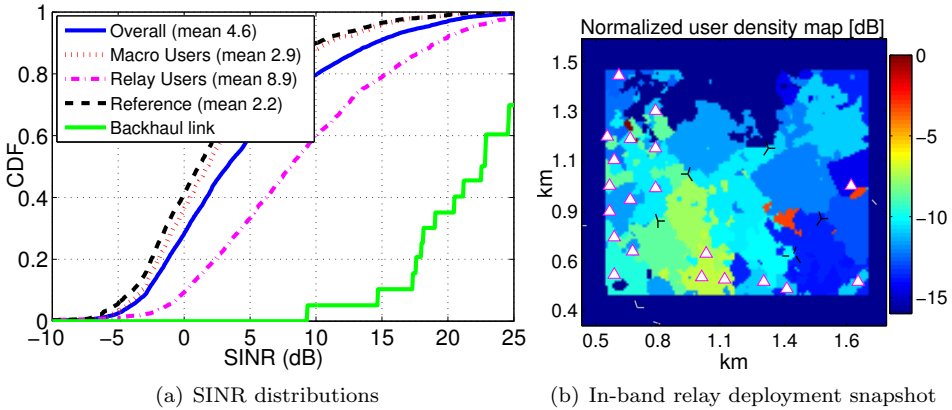 Overall (mean 4.6)
Macro Users (mean 2.9)
Relay Users (mean 8.9)
Reference (mean 2.2)
Backhaul link
CDF
1
0.8
0.6
0.4
0.2
0
−10 −5 0 5 10 15 20 25
SINR (dB)
(a) SINR distributions
Normalized user density map [dB]
km
1.5
1.3
1.1
0.9
0.6
0.4
0.5 0.8 1.1 1.4 1.6
km
0
−5
−10
−15
(b) In-band relay deployment snapshot